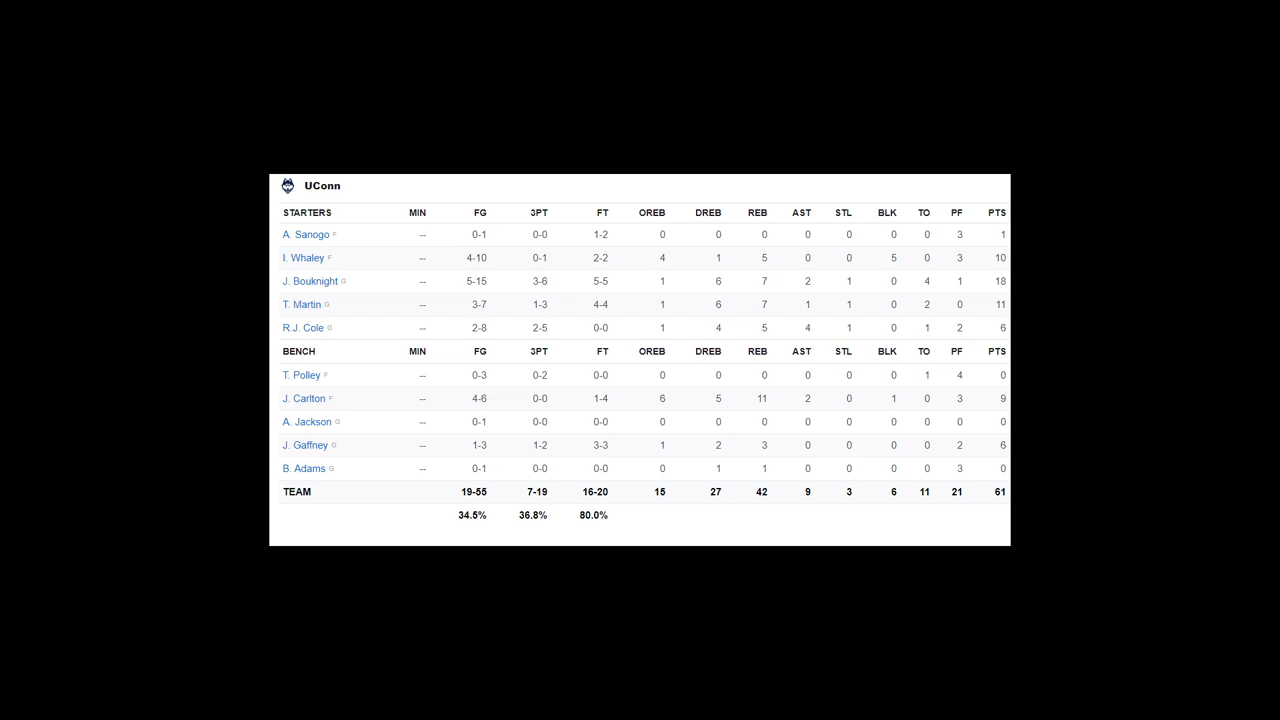 UConn
STARTERS MIN FG 3PT FT OREB DREB REB AST STL BLK TO PF PTS
A. Sanogo F -- 0-1 0-0 1-2 0 0 0 0 0 0 0 3 1
I. Whaley F -- 4-10 0-1 2-2 4 1 5 0 0 5 0 3 10
J. Bouknight G -- 5-15 3-6 5-5 1 6 7 2 1 0 4 1 18
T. Martin G -- 3-7 1-3 4-4 1 6 7 1 1 0 2 0 11
R.J. Cole G -- 2-8 2-5 0-0 1 4 5 4 1 0 1 2 6
BENCH MIN FG 3PT FT OREB DREB REB AST STL BLK TO PF PTS
T. Polley F -- 0-3 0-2 0-0 0 0 0 0 0 0 1 4 0
J. Carlton F -- 4-6 0-0 1-4 6 5 11 2 0 1 0 3 9
A. Jackson G -- 0-1 0-0 0-0 0 0 0 0 0 0 0 0 0
J. Gaffney G -- 1-3 1-2 3-3 1 2 3 0 0 0 0 2 6
B. Adams G -- 0-1 0-0 0-0 0 1 1 0 0 0 0 3 0
TEAM 19-55 7-19 16-20 15 27 42 9 3 6 11 21 61
34.5% 36.8% 80.0%